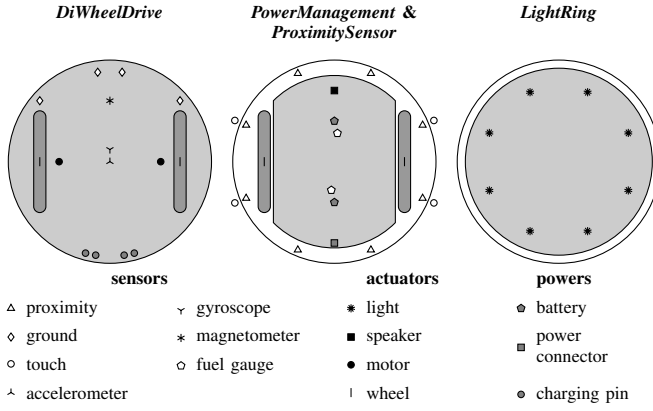 DiWheelDrive
PowerManagement &
ProximitySensor
LightRing
sensors
actuators
powers
proximity
gyroscope
light
battery
ground
magnetometer
speaker
power
connector
touch
fuel gauge
motor
accelerometer
wheel
charging pin